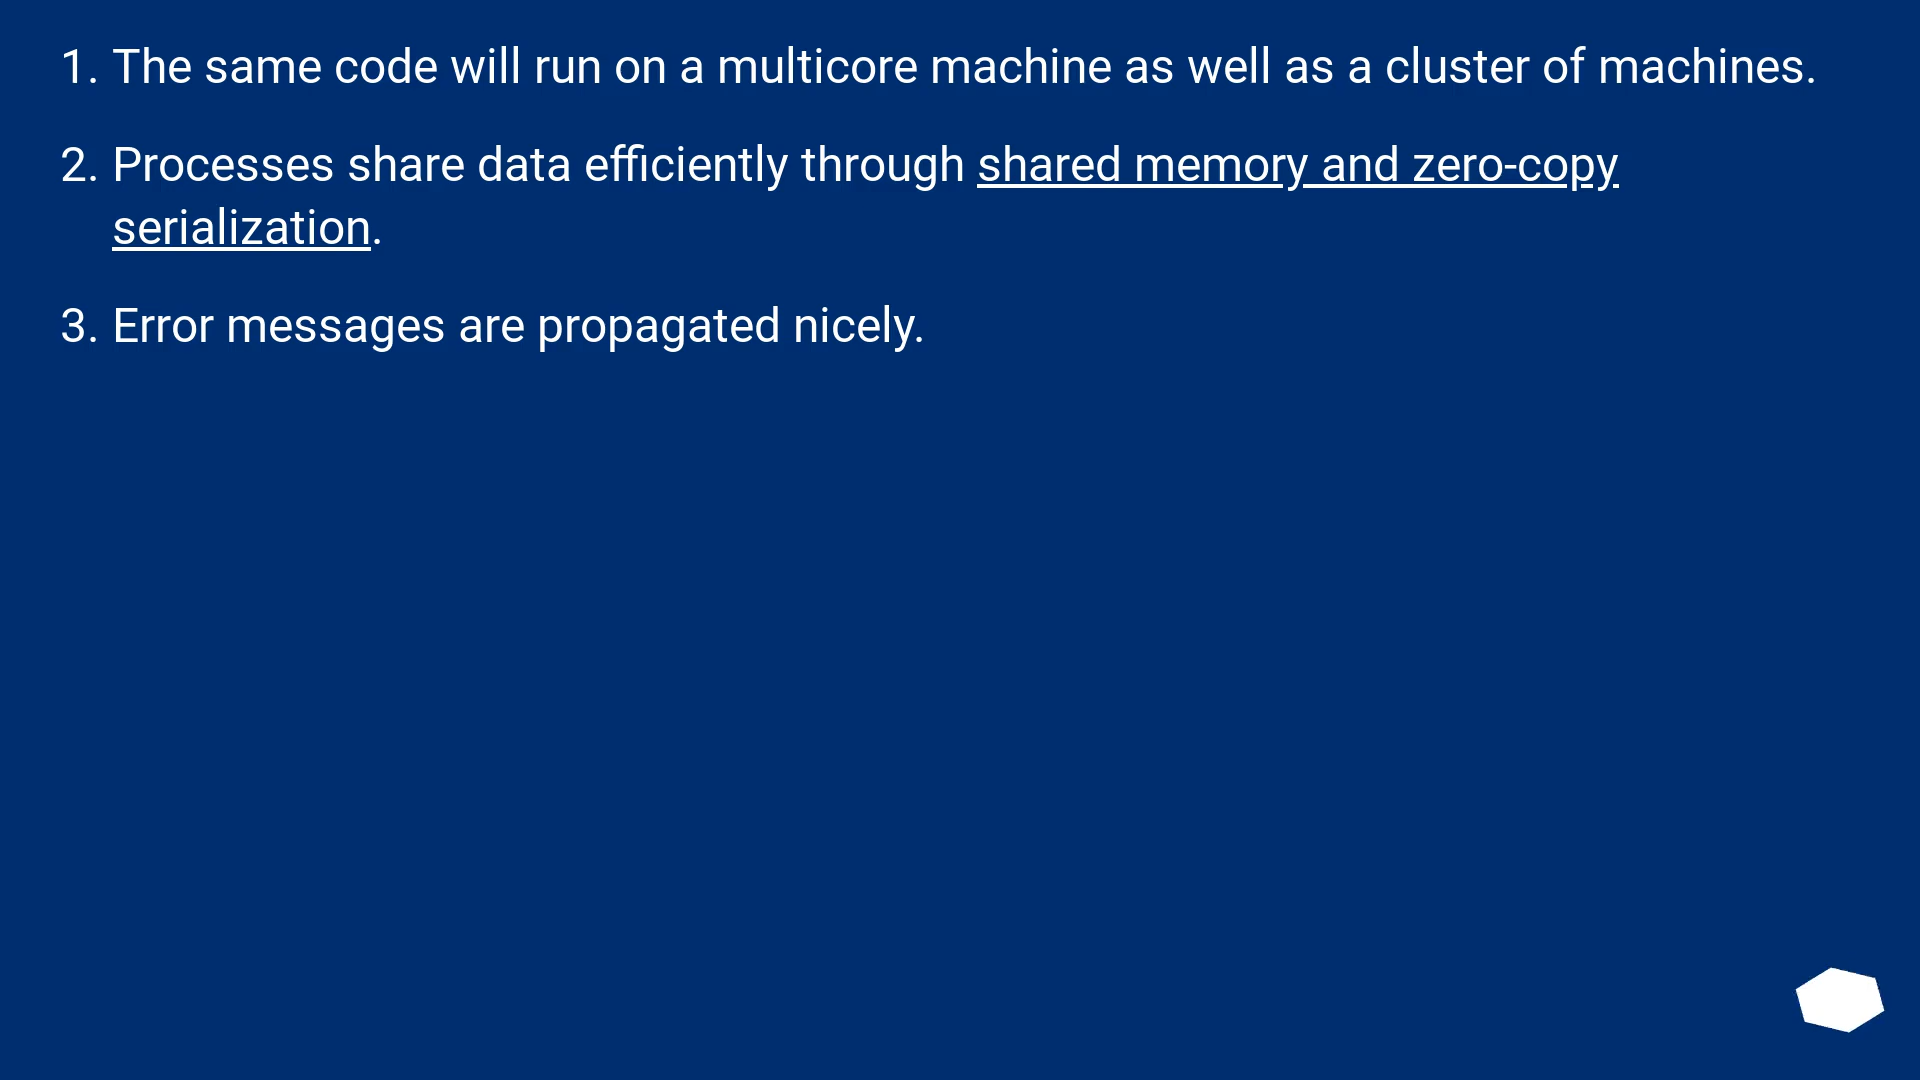 1. The same code will run on a multicore machine as well as a cluster of machines.
2. Processes share data efficiently through shared memory and zero-copy
serialization.
3. Error messages are propagated nicely.